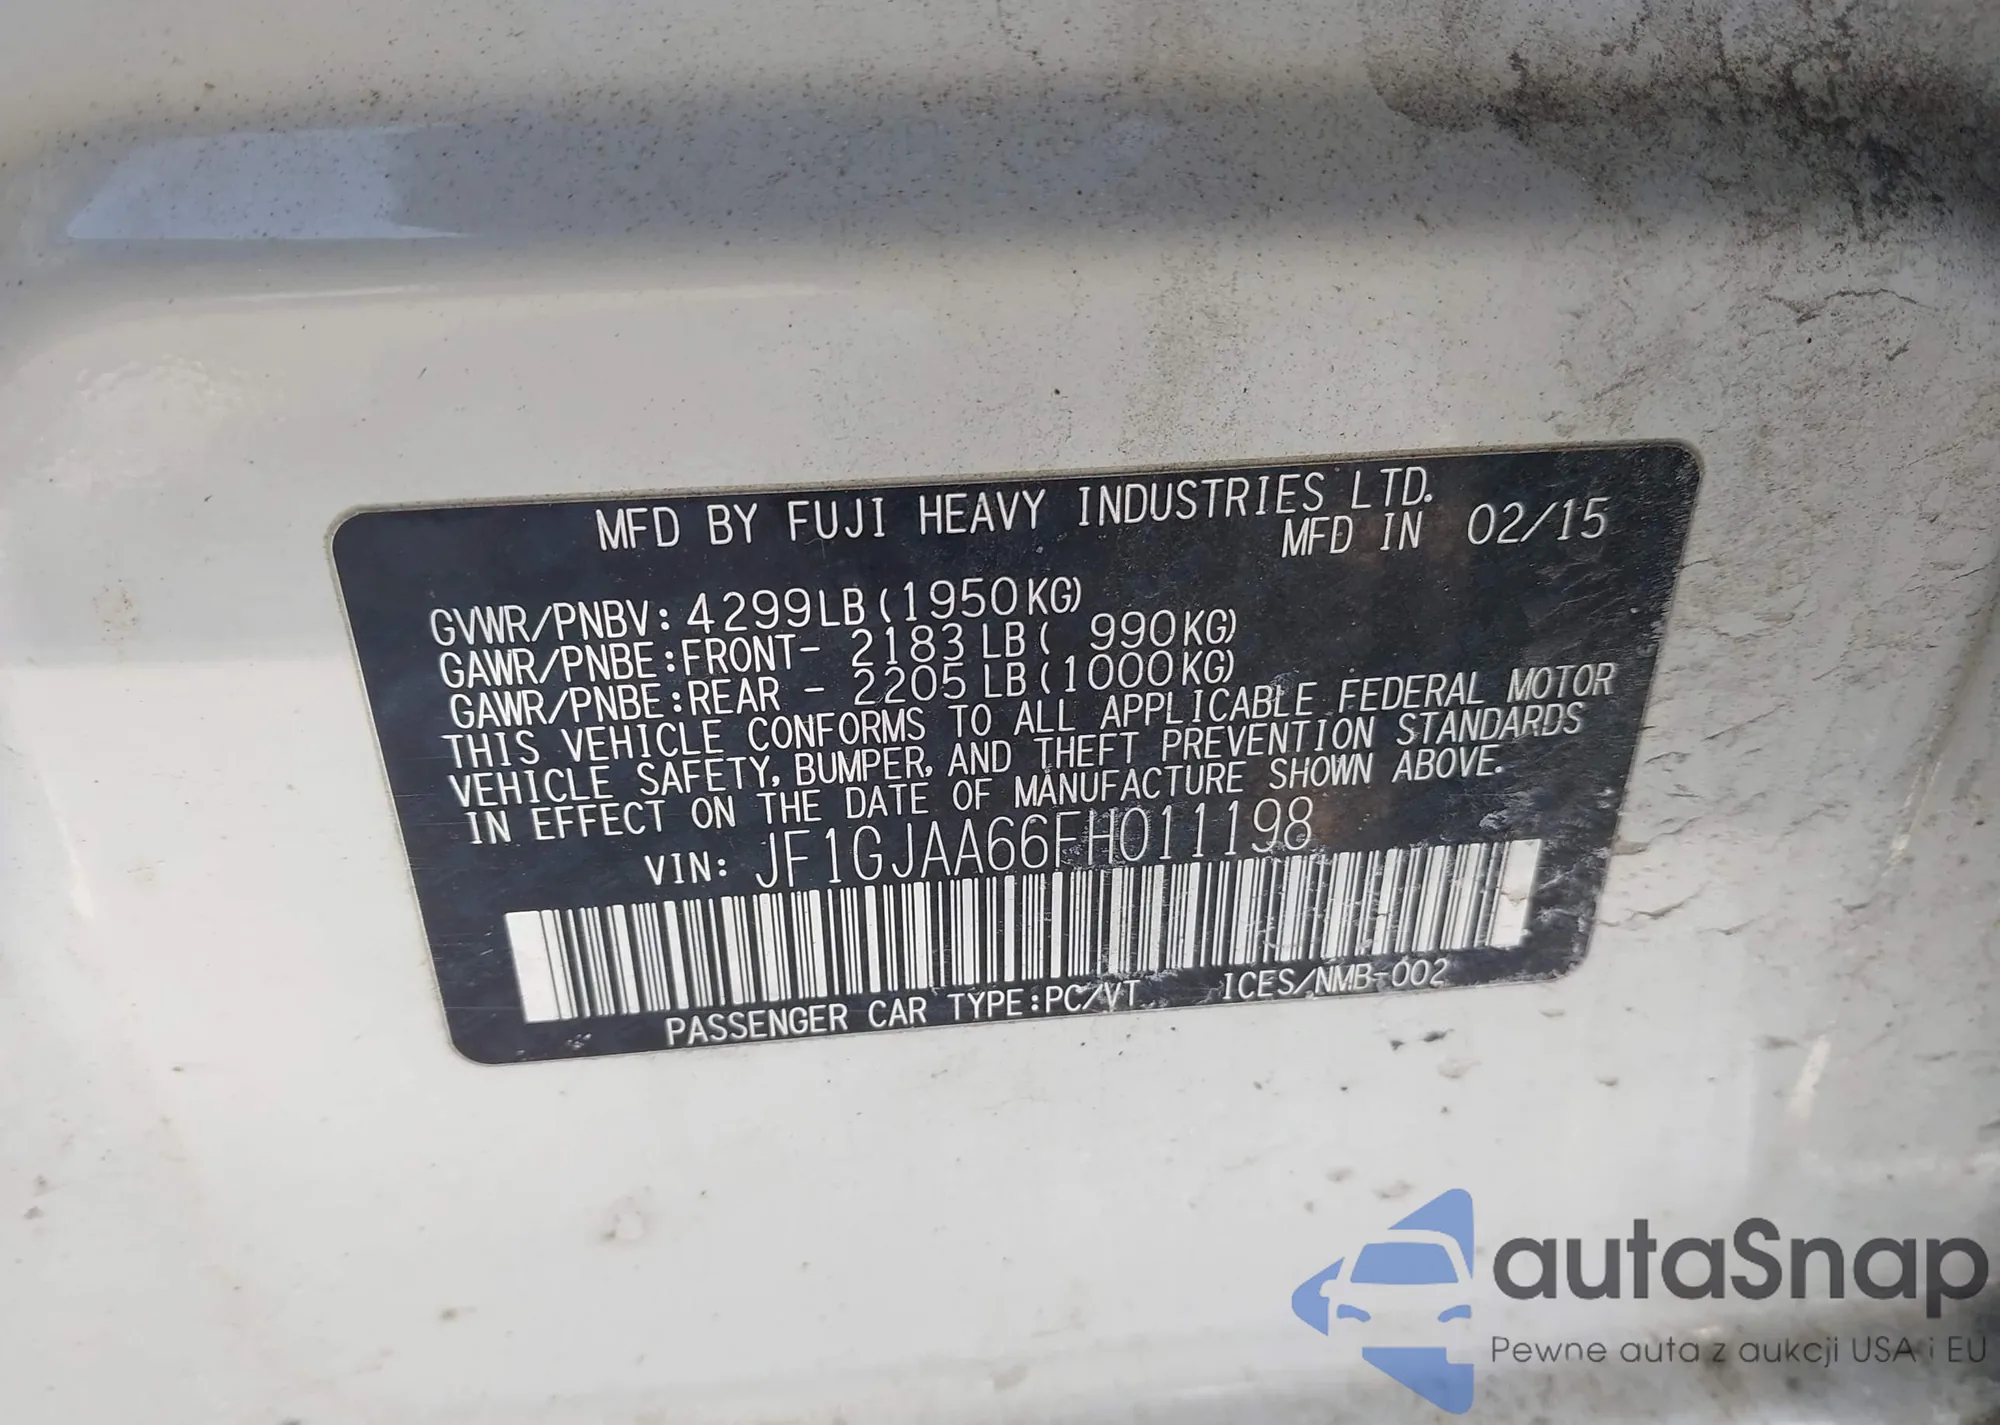 MFD BY FUJI HEAVY INDUSTRIES LTD.
MFD IN 02/15
GVWR/PNBV: 4299LB(1950KG)
GAWR/PNBE:FRONT- 2183LB( 990KG)
GAWR/PNBE:REAR - 2205LB(1000KG)
THIS VEHICLE CONFORMS TO ALL APPLICABLE FEDERAL MOTOR
VEHICLE SAFETY, BUMPER, AND THEFT PREVENTION STANDARDS
IN EFFECT ON THE DATE OF MANUFACTURE SHOWN ABOVE.
VIN: JF1GJAA66FH011198
PASSENGER CAR TYPE:PC/VT ICES/NMB-002
autaSnap
Pewne auta z aukcji USA i EU